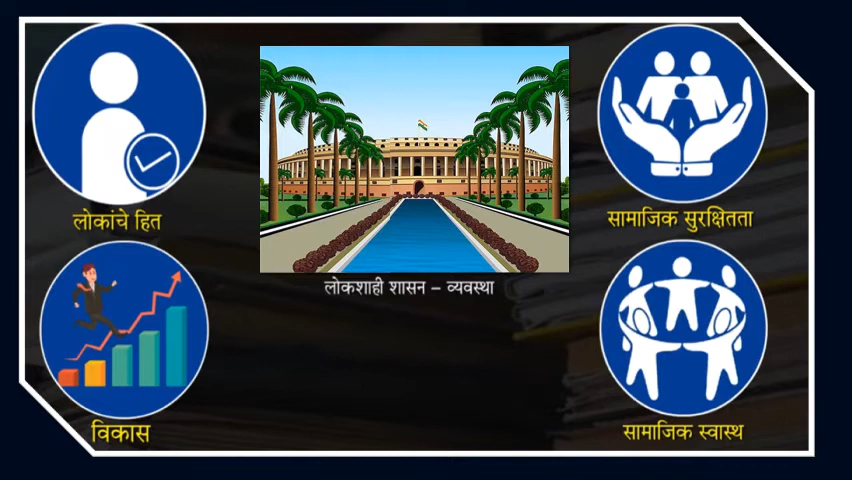 लोकांचे हित
सामाजिक सुरक्षितता
लोकशाही शासन – व्यवस्था
विकास
सामाजिक स्वास्थ